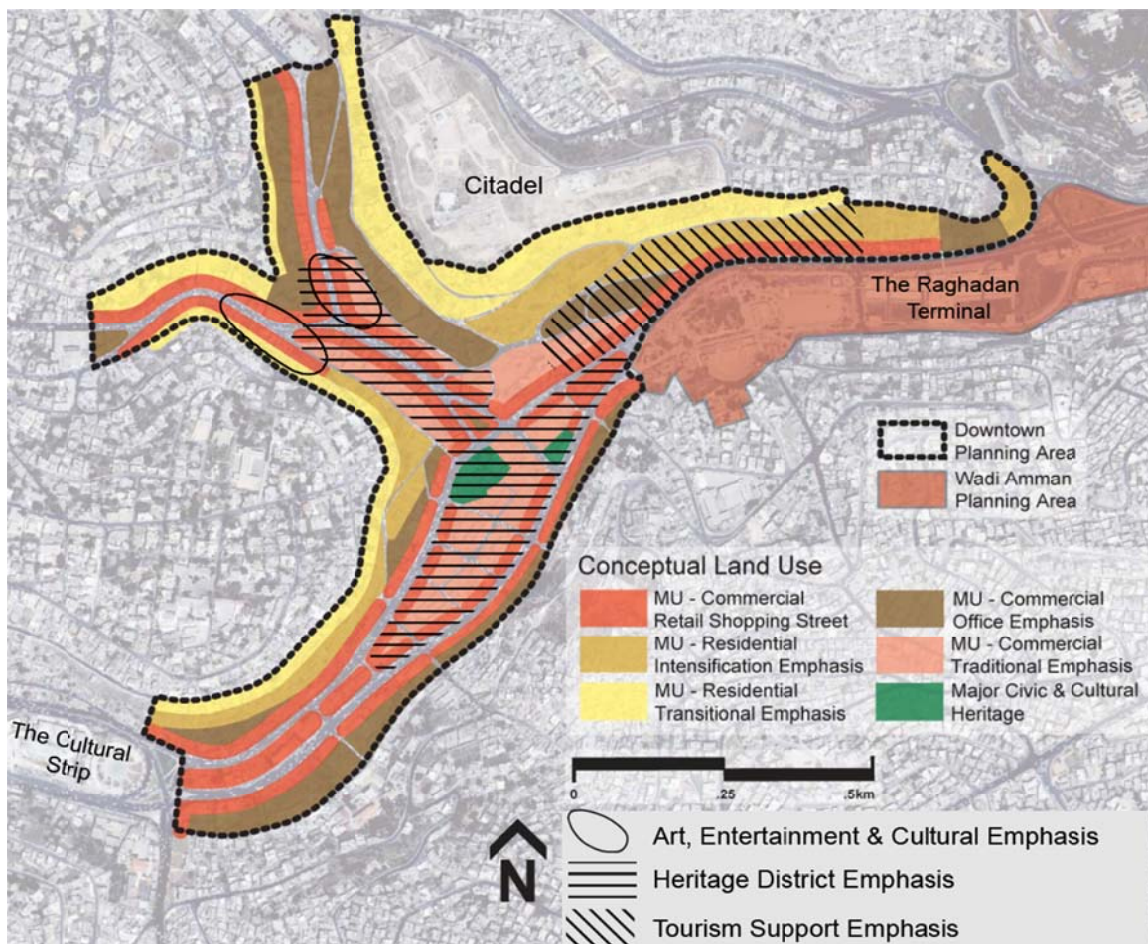 Citadel
The Raghadan
Terminal
Downtown
Planning Area
Wadi Amman
Planning Area
Conceptual Land Use
MU - Commercial
Retail Shopping Street
MU - Commercial
Office Emphasis
MU - Residential
Intensification Emphasis
MU - Commercial
Traditional Emphasis
MU - Residential
Transitional Emphasis
Major Civic & Cultural
Heritage
The Cultural
Strip
0 .25 .5km
N
Art, Entertainment & Cultural Emphasis
Heritage District Emphasis
Tourism Support Emphasis